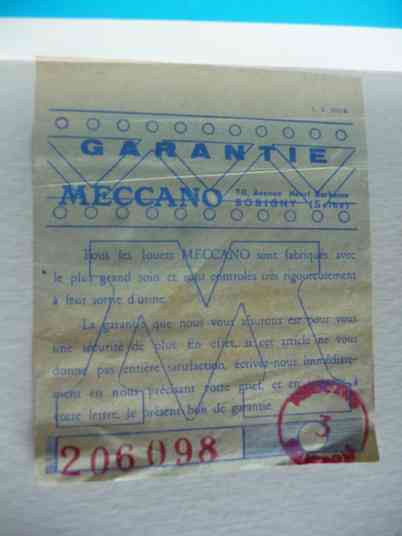 GARANTIE
MECCANO
70, Avenue Henri Barbusse
BOBIGNY (Seine)
Tous les Jouets MECCANO sont fabriqués avec
le plus grand soin et sont contrôlés très rigoureusement
à leur sortie d'usine.
La garantie que nous vous assurons est pour vous
une sécurité de plus. En effet, si cet article ne vous
donne pas entière satisfaction, écrivez-nous immédiate-
ment en nous précisant votre grief, et en à
votre lettre, le présent bon de garantie.
206098
MECCANO
3